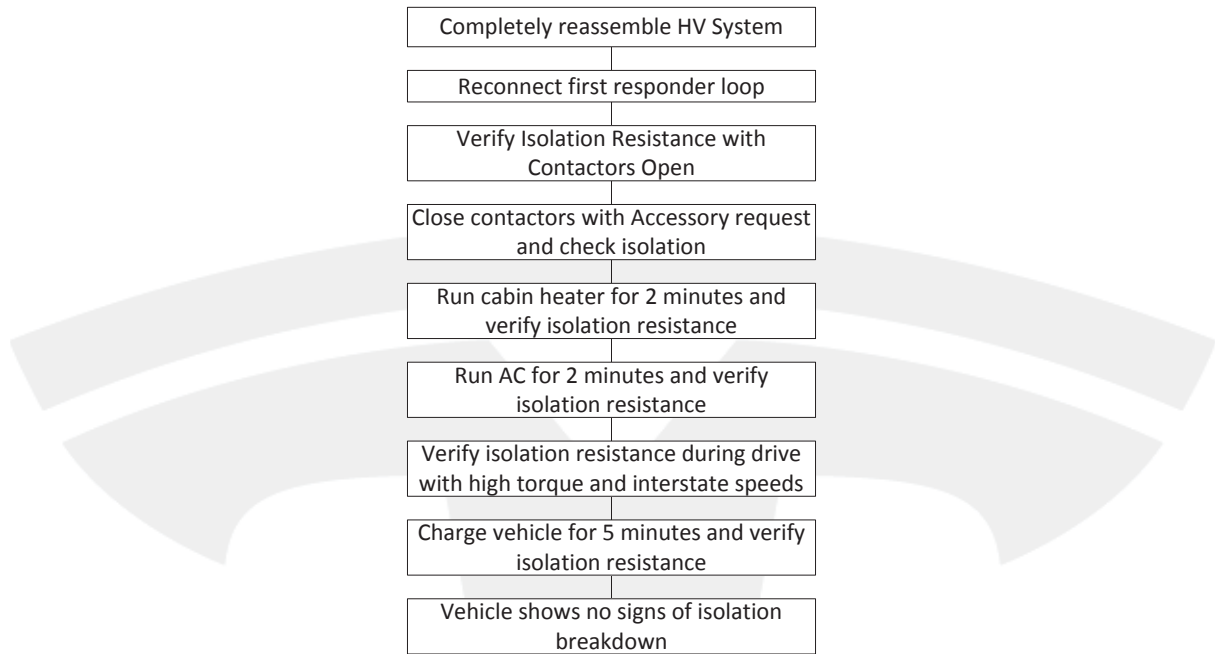 Completely reassemble HV System
Reconnect first responder loop
Verify Isolation Resistance with
Contactors Open
Close contactors with Accessory request
and check isolation
Run cabin heater for 2 minutes and
verify isolation resistance
Run AC for 2 minutes and verify
isolation resistance
Verify isolation resistance during drive
with high torque and interstate speeds
Charge vehicle for 5 minutes and verify
isolation resistance
Vehicle shows no signs of isolation
breakdown